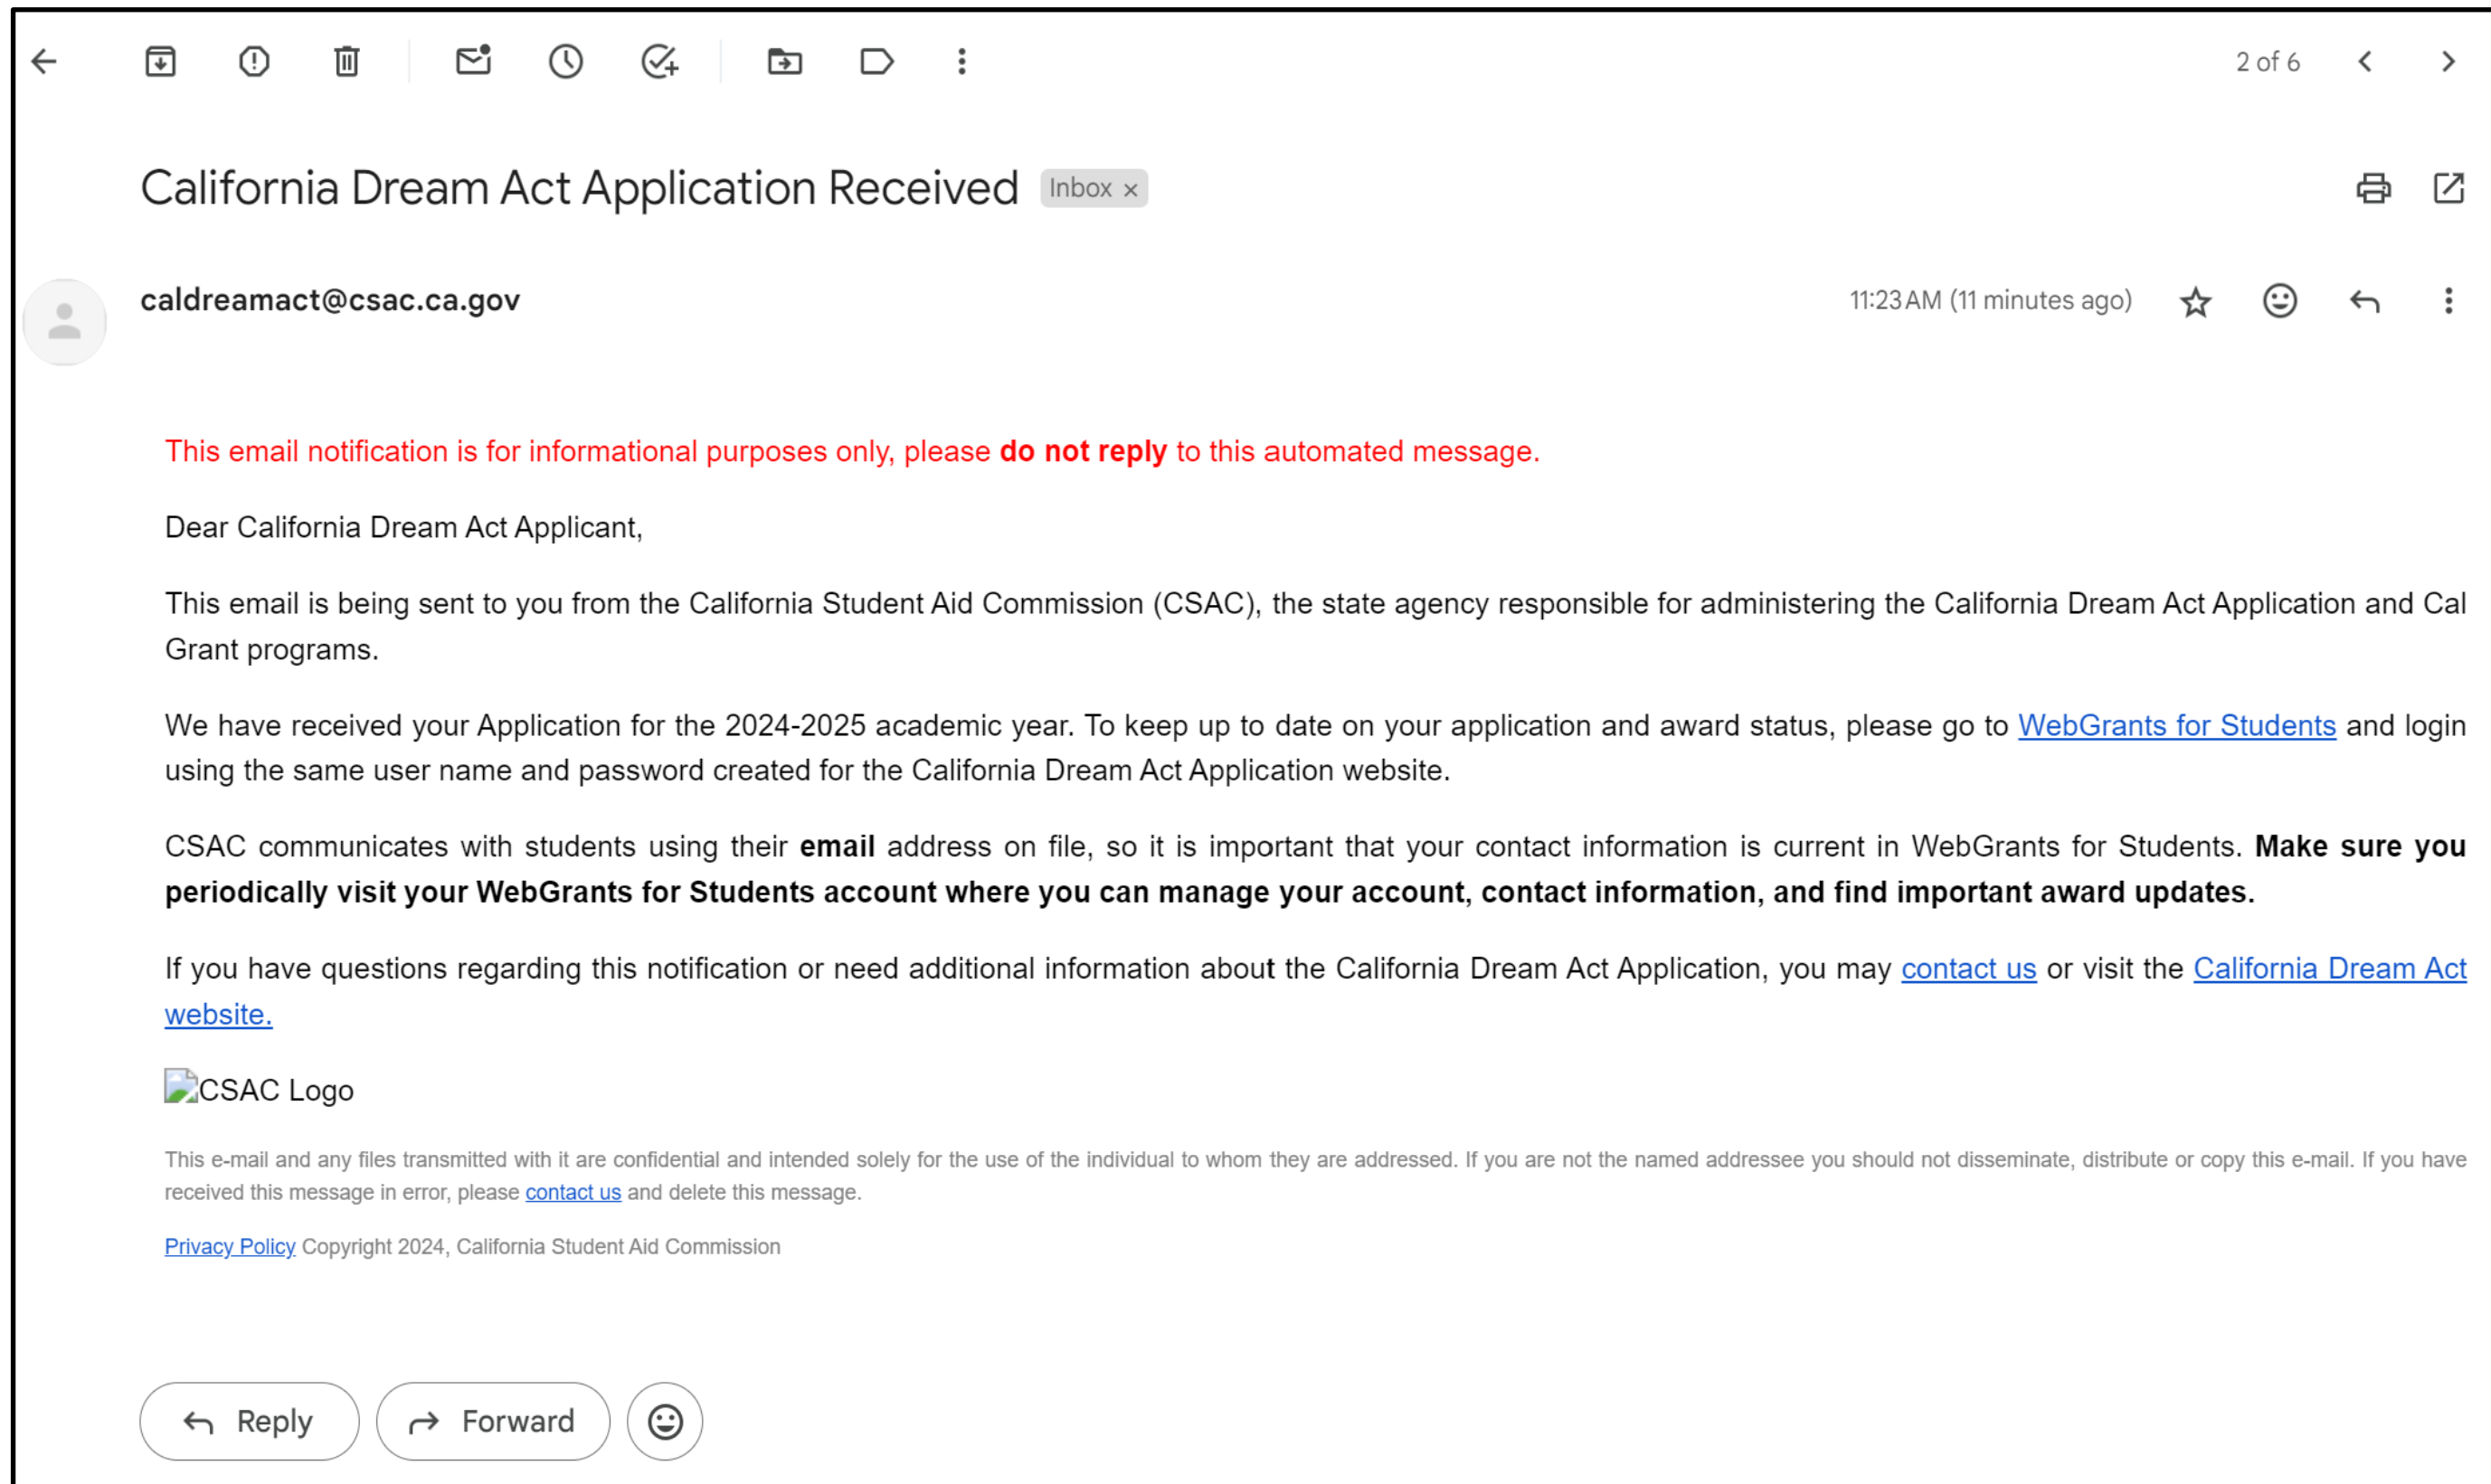 2 of 6
California Dream Act Application Received Inbox ×
caldreamact@csac.ca.gov 11:23 AM (11 minutes ago)
This email notification is for informational purposes only, please do not reply to this automated message.
Dear California Dream Act Applicant,
This email is being sent to you from the California Student Aid Commission (CSAC), the state agency responsible for administering the California Dream Act Application and Cal
Grant programs.
We have received your Application for the 2024-2025 academic year. To keep up to date on your application and award status, please go to WebGrants for Students and login
using the same user name and password created for the California Dream Act Application website.
CSAC communicates with students using their email address on file, so it is important that your contact information is current in WebGrants for Students. Make sure you
periodically visit your WebGrants for Students account where you can manage your account, contact information, and find important award updates.
If you have questions regarding this notification or need additional information about the California Dream Act Application, you may contact us or visit the California Dream Act
website.
CSAC Logo
This e-mail and any files transmitted with it are confidential and intended solely for the use of the individual to whom they are addressed. If you are not the named addressee you should not disseminate, distribute or copy this e-mail. If you have
received this message in error, please contact us and delete this message.
Privacy Policy Copyright 2024, California Student Aid Commission
Reply Forward